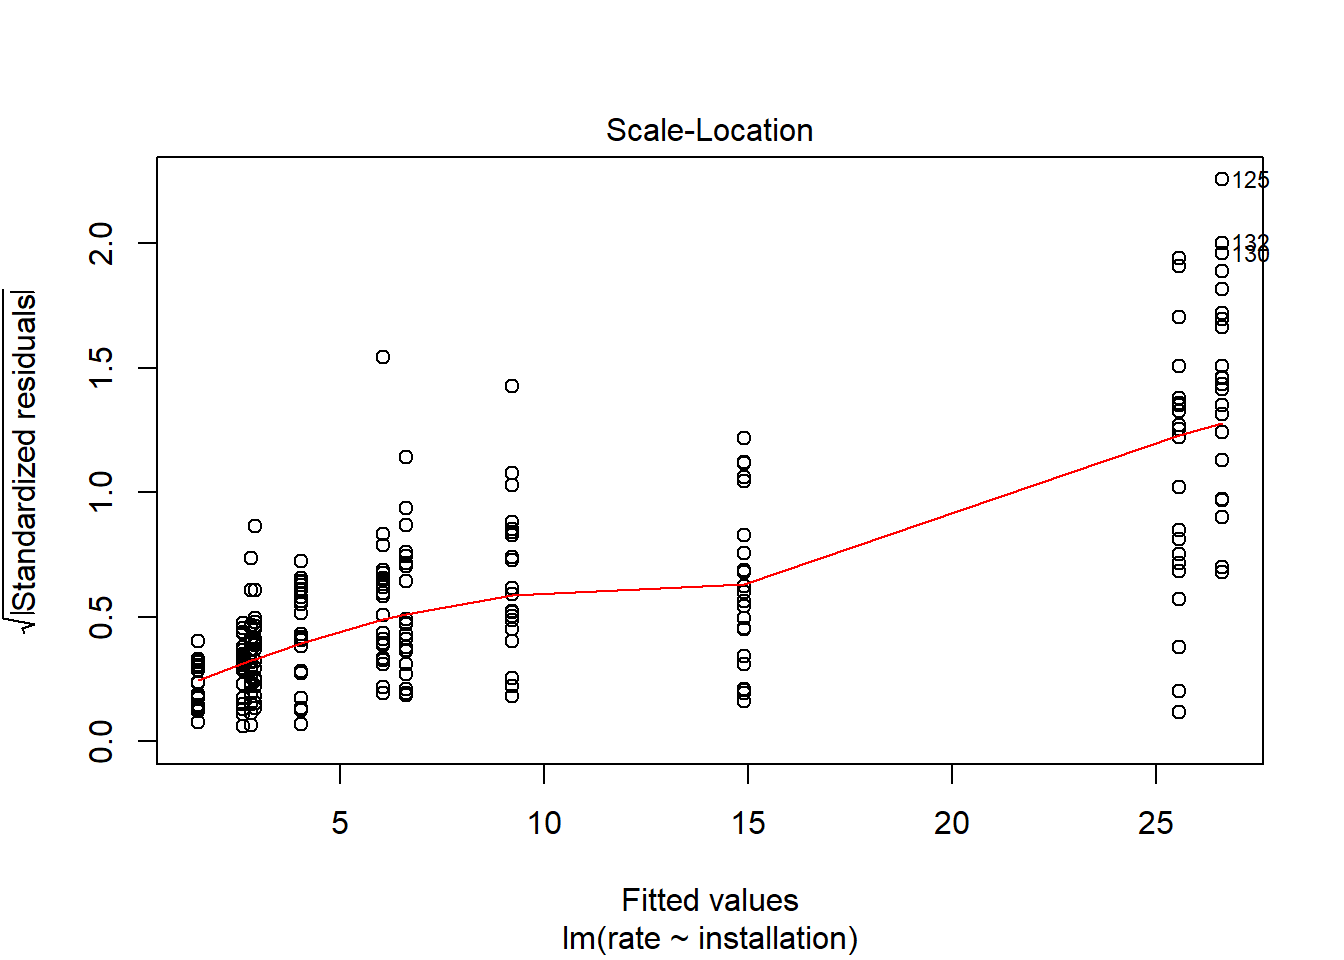 Scale-Location
√|Standardized residuals|
2.0
1.5
1.0
0.5
0.0
125
132
130
5 10 15 20 25
Fitted values
lm(rate ~ installation)